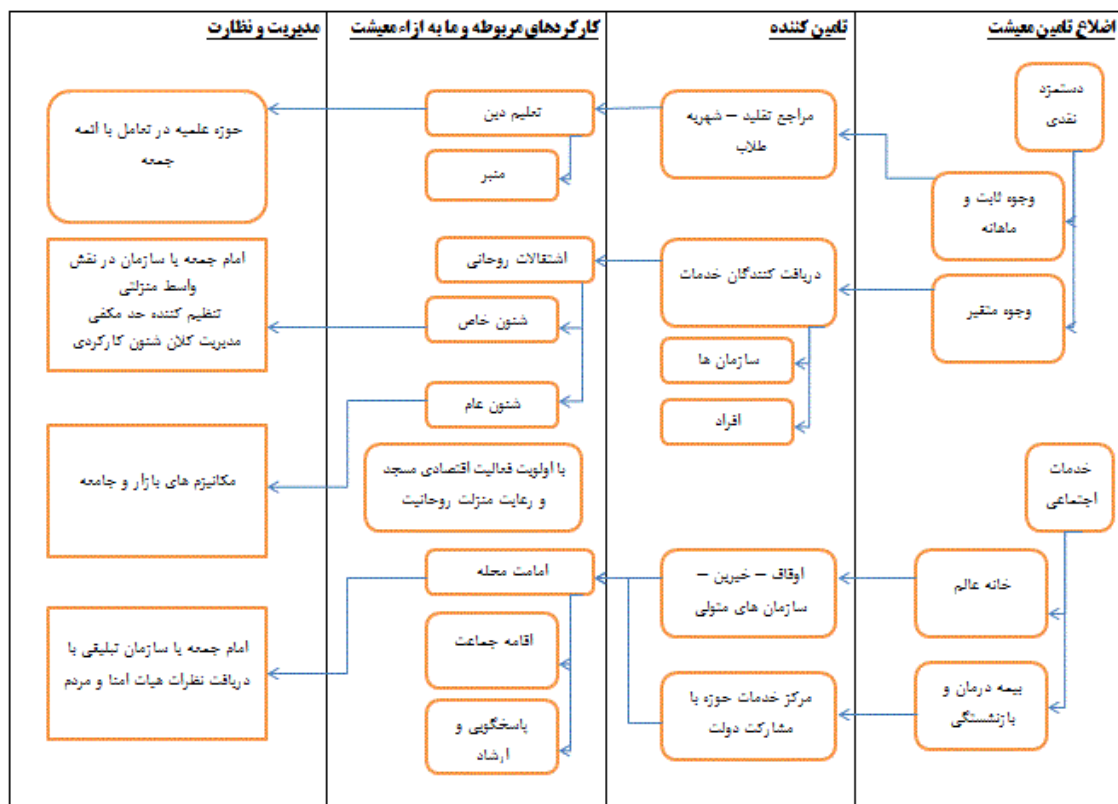 اضلاع تامین معیشت
دستمزد
نقدی
وجوه ثابت و
ماهانه
وجوه متقیر
خدمات
اجتماعی
خانه عالم
بیمه درمان و
بازنشستگی
تامین کننده
مراجع تقلید – شهریه
طلاب
دریافت کنندگان خدمات
سازمان ها
افراد
اوقاف – خیرین –
سازمان های متولی
مرکز خدمات حوزه با
مشارکت دولت
کارکردهای مربوطه و ما به ازاء معیشت
تعلیم دین
منبر
اشتقالات روحانی
شئون خاص
شئون عام
با اولویت فعالیت اقتصادی مسجد
و رعایت منزلت روحانیت
امامت محله
اقامه جماعت
پاسخگویی و
ارشاد
مدیریت و نظارت
حوزه علمیه در تعامل با ائمه
جمعه
امام جمعه یا سازمان در نقش
واسط منزلتی
تنظیم کننده حد مکفی
مدیریت کلان شئون کارکردی
مکانیزم های بازار و جامعه
امام جمعه یا سازمان تبلیقی با
دریافت نظرات هیات امنا و مردم